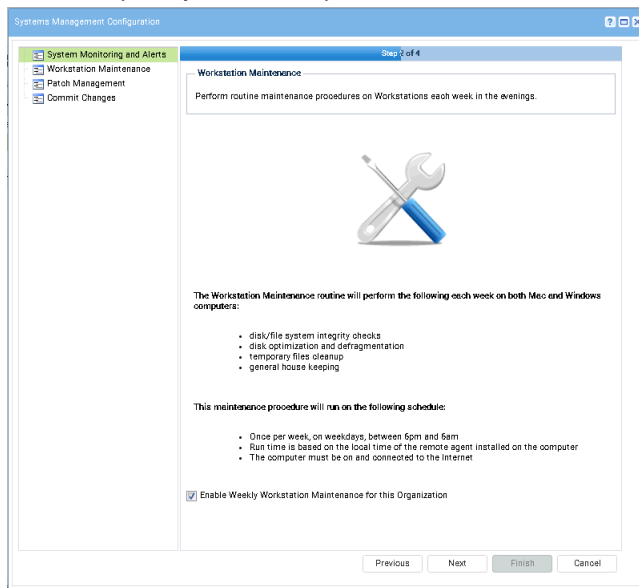 Systems Management Configuration
System Monitoring and Alerts
Workstation Maintenance
Patch Management
Commit Changes
Step 2 of 4
Workstation Maintenance
Perform routine maintenance procedures on Workstations each week in the evenings.
The Workstation Maintenance routine will perform the following each week on both Mac and Windows
computers:
• disk/file system integrity checks
• disk optimization and defragmentation
• temporary files cleanup
• general house keeping
This maintenance procedure will run on the following schedule:
• Once per week, on weekdays, between 6pm and 6am
• Run time is based on the local time of the remote agent installed on the computer
• The computer must be on and connected to the Internet
Enable Weekly Workstation Maintenance for this Organization
Previous Next Finish Cancel